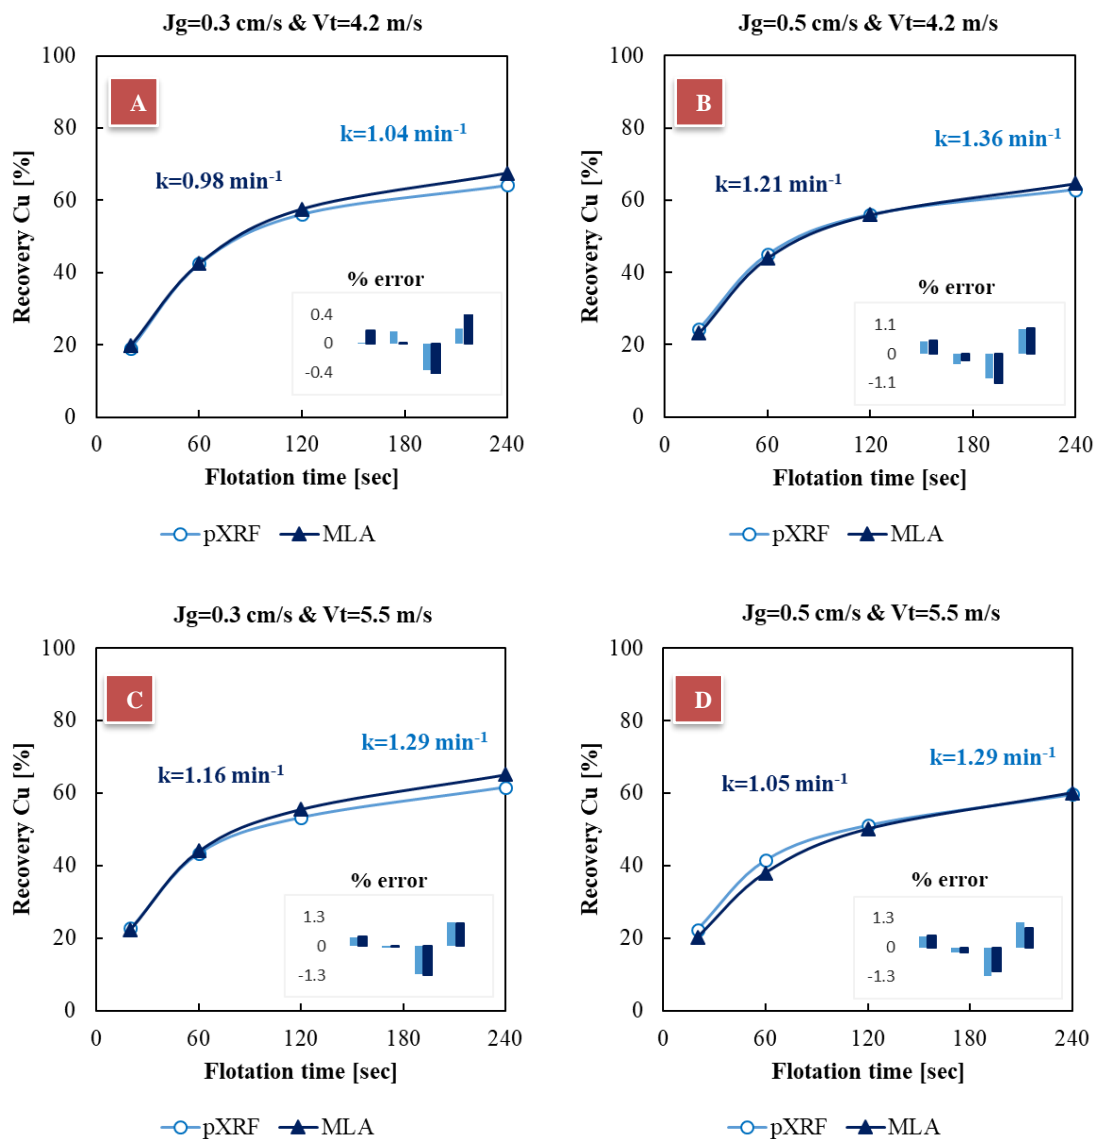 Jg=0.3 cm/s & Vt=4.2 m/s
100
80
60
40
20
0
Recovery Cu [%]
A
k=1.04 min⁻¹
k=0.98 min⁻¹
% error
0.4
0
-0.4
0 60 120 180 240
Flotation time [sec]
pXRF MLA
Jg=0.5 cm/s & Vt=4.2 m/s
100
80
60
40
20
0
Recovery Cu [%]
B
k=1.36 min⁻¹
k=1.21 min⁻¹
% error
1.1
0
-1.1
0 60 120 180 240
Flotation time [sec]
pXRF MLA
Jg=0.3 cm/s & Vt=5.5 m/s
100
80
60
40
20
0
Recovery Cu [%]
C
k=1.29 min⁻¹
k=1.16 min⁻¹
% error
1.3
0
-1.3
0 60 120 180 240
Flotation time [sec]
pXRF MLA
Jg=0.5 cm/s & Vt=5.5 m/s
100
80
60
40
20
0
Recovery Cu [%]
D
k=1.29 min⁻¹
k=1.05 min⁻¹
% error
1.3
0
-1.3
0 60 120 180 240
Flotation time [sec]
pXRF MLA